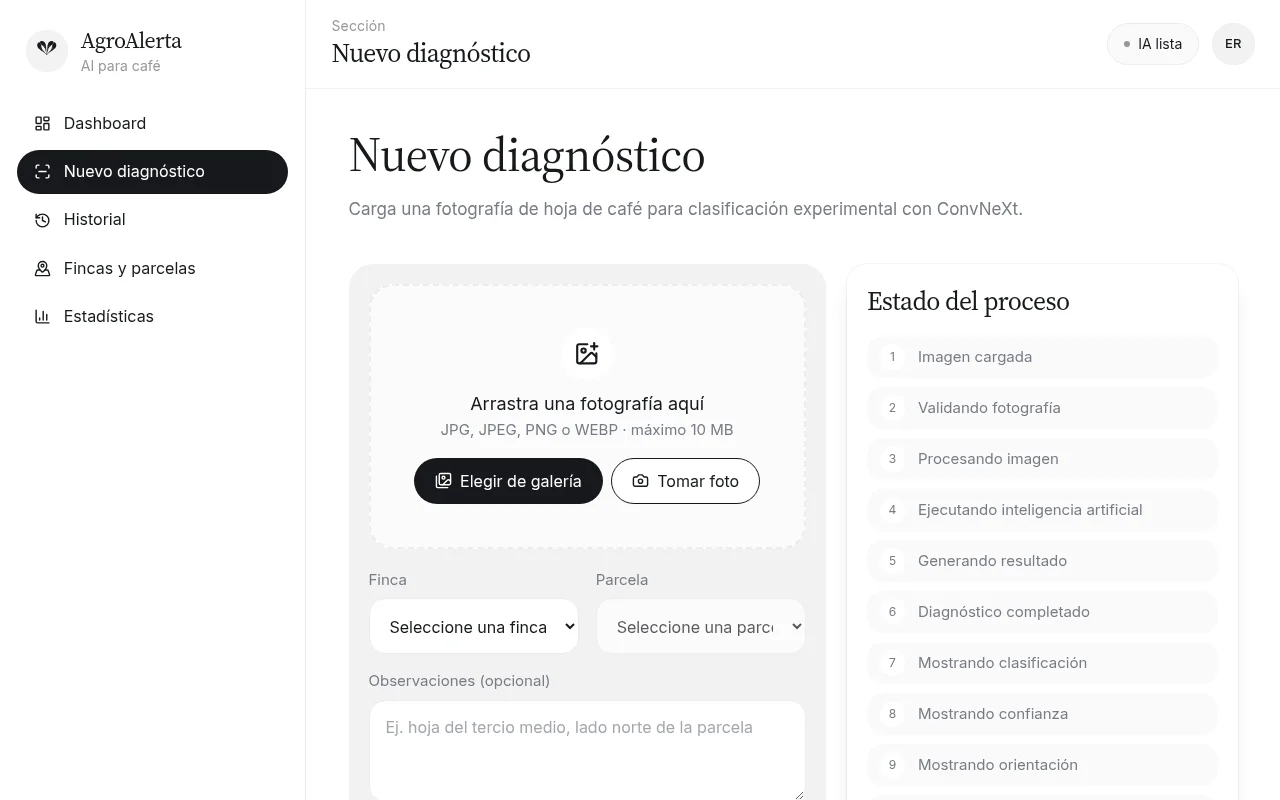 AgroAlerta
AI para café
Dashboard
Nuevo diagnóstico
Historial
Fincas y parcelas
Estadísticas
Sección
Nuevo diagnóstico
IA lista
ER
Nuevo diagnóstico
Carga una fotografía de hoja de café para clasificación experimental con ConvNeXt.
Arrastra una fotografía aquí
JPG, JPEG, PNG o WEBP · máximo 10 MB
Elegir de galería
Tomar foto
Finca
Parcela
Seleccione una finca
Seleccione una parc
Observaciones (opcional)
Ej. hoja del tercio medio, lado norte de la parcela
Estado del proceso
1 Imagen cargada
2 Validando fotografía
3 Procesando imagen
4 Ejecutando inteligencia artificial
5 Generando resultado
6 Diagnóstico completado
7 Mostrando clasificación
8 Mostrando confianza
9 Mostrando orientación